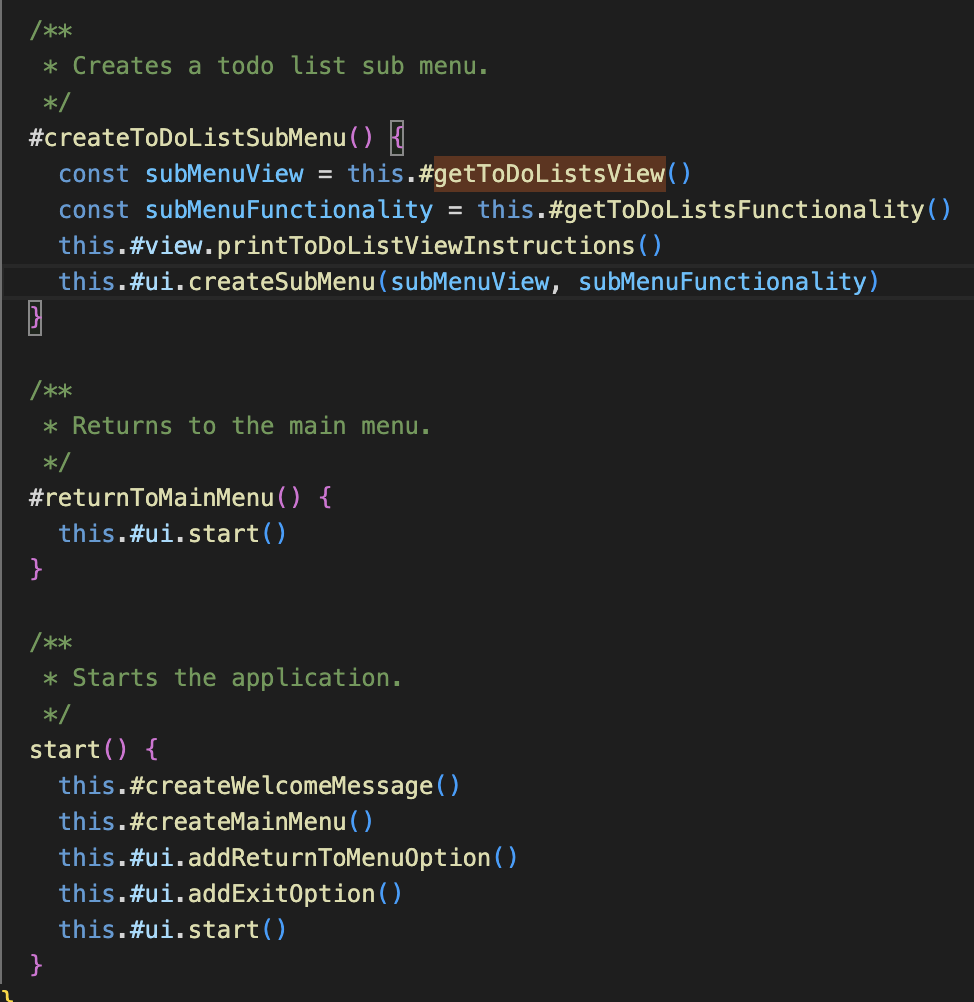 /**
 * Creates a todo list sub menu.
 */
#createToDoListSubMenu() {
  const subMenuView = this.#getToDoListsView()
  const subMenuFunctionality = this.#getToDoListsFunctionality()
  this.#view.printToDoListViewInstructions()
  this.#ui.createSubMenu(subMenuView, subMenuFunctionality)
}

/**
 * Returns to the main menu.
 */
#returnToMainMenu() {
  this.#ui.start()
}

/**
 * Starts the application.
 */
start() {
  this.#createWelcomeMessage()
  this.#createMainMenu()
  this.#ui.addReturnToMenuOption()
  this.#ui.addExitOption()
  this.#ui.start()
}
}